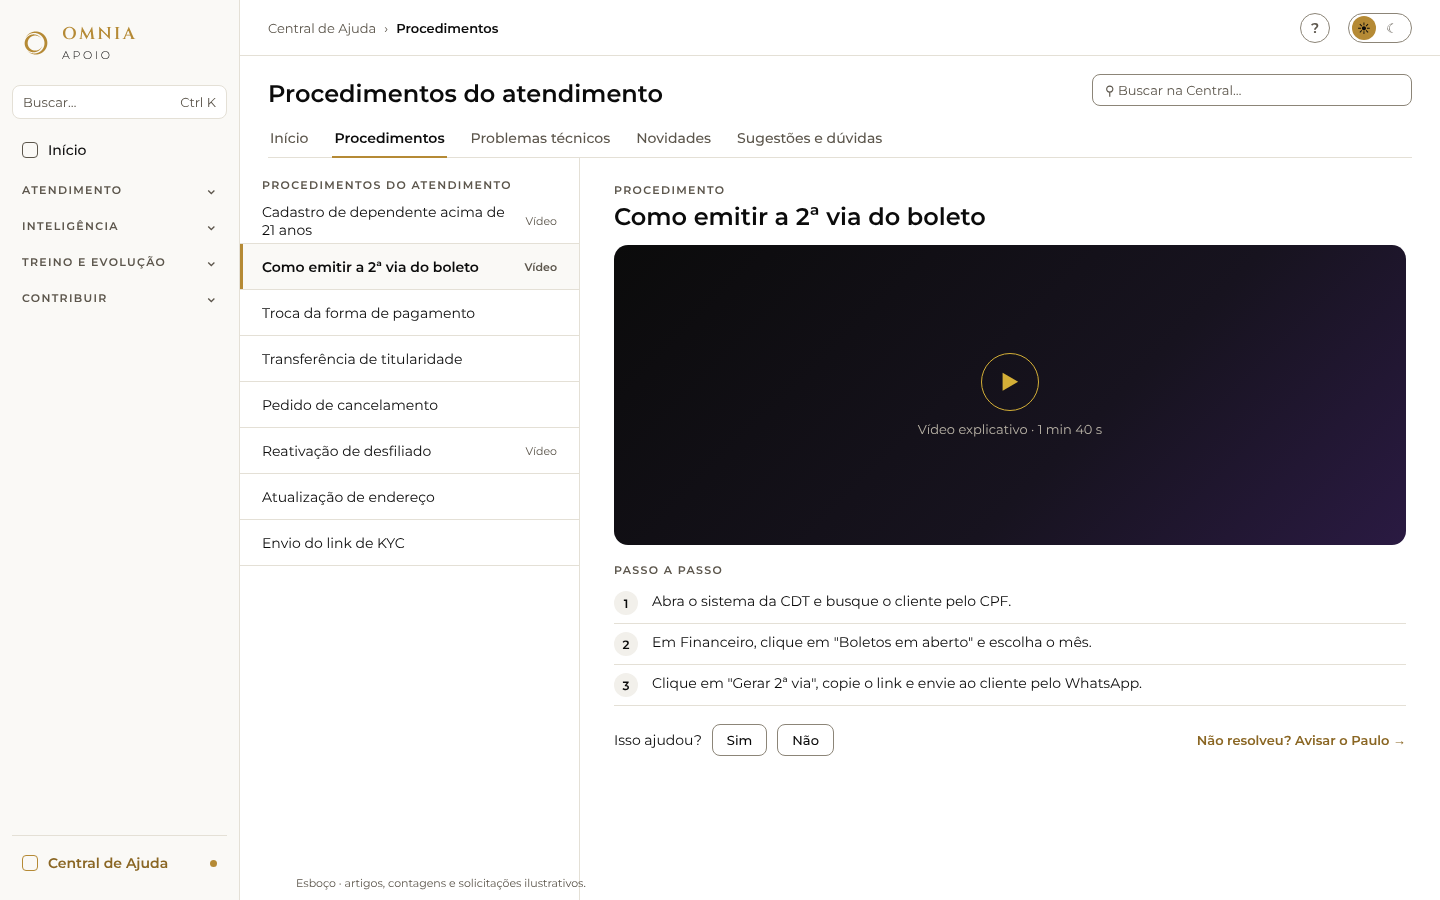 OMNIA
APOIO
Buscar...
Ctrl K
Início
ATENDIMENTO
INTELIGÊNCIA
TREINO E EVOLUÇÃO
CONTRIBUIR
Central de Ajuda
Central de Ajuda › Procedimentos
?
Procedimentos do atendimento
Buscar na Central...
Início
Procedimentos
Problemas técnicos
Novidades
Sugestões e dúvidas
PROCEDIMENTOS DO ATENDIMENTO
Cadastro de dependente acima de
21 anos
Vídeo
Como emitir a 2ª via do boleto
Vídeo
Troca da forma de pagamento
Transferência de titularidade
Pedido de cancelamento
Reativação de desfiliado
Vídeo
Atualização de endereço
Envio do link de KYC
Esboço · artigos, contagens e solicitações ilustrativos.
PROCEDIMENTO
Como emitir a 2ª via do boleto
Vídeo explicativo · 1 min 40 s
PASSO A PASSO
1 Abra o sistema da CDT e busque o cliente pelo CPF.
2 Em Financeiro, clique em "Boletos em aberto" e escolha o mês.
3 Clique em "Gerar 2ª via", copie o link e envie ao cliente pelo WhatsApp.
Isso ajudou?
Sim
Não
Não resolveu? Avisar o Paulo →